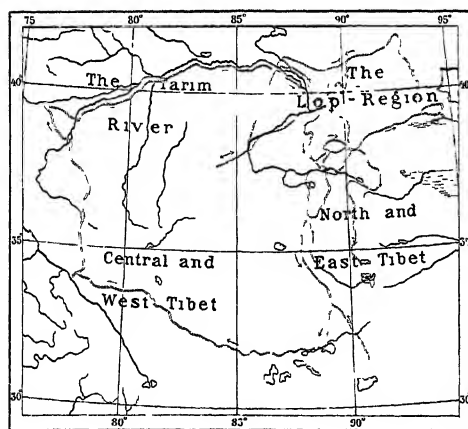 75 80° 85° 90° 95°
40 The Tarim The
Lop-Region
River
North and
35 Central and East Tibet 35
West Tibet
30 30
80° 85° 90°